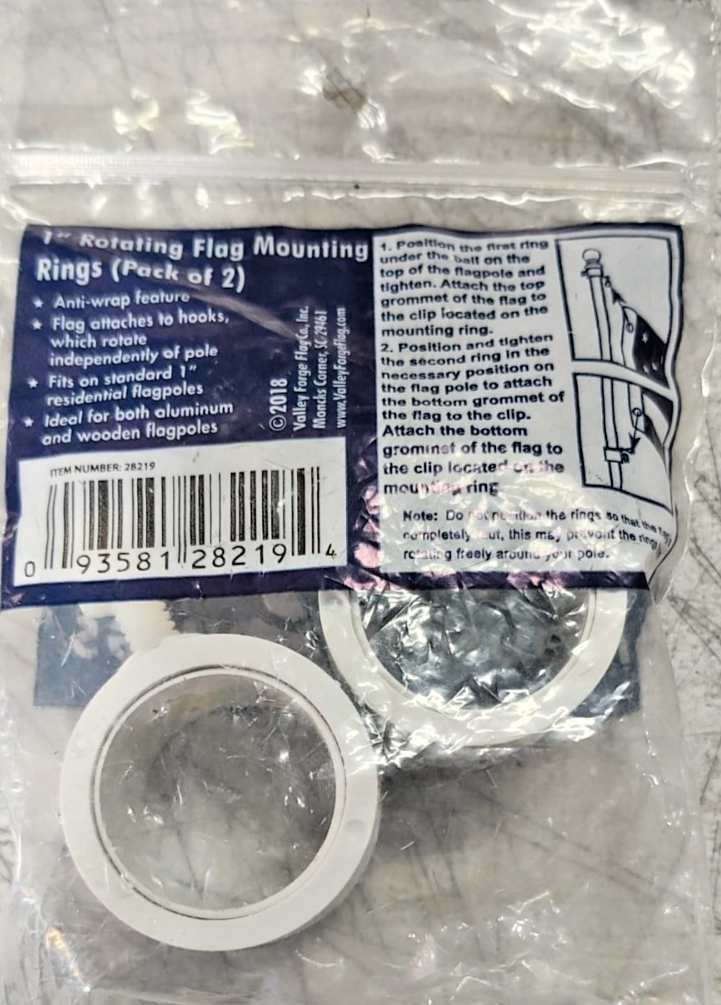 1" Rotating Flag Mounting
Rings (Pack of 2)
★ Anti-wrap feature
★ Flag attaches to hooks,
which rotate
independently of pole
★ Fits on standard 1"
residential flagpoles
★ Ideal for both aluminum
and wooden flagpoles
©2018
Valley Forge Flag Co., Inc.
Moncks Corner, SC 29461
www.ValleyForgeFlag.com
ITEM NUMBER: 28219
0 93581 28219 4
1. Position the first ring
under the ball on the
top of the flagpole and
tighten. Attach the top
grommet of the flag to
the clip located on the
mounting ring.
2. Position and tighten
the second ring in the
necessary position on
the flag pole to attach
the bottom grommet of
the flag to the clip.
Attach the bottom
grommet of the flag to
the clip located on the
mounting ring.
Note: Do not position the rings so that the flag is
completely taut, this may prevent the rings
rotating freely around your pole.